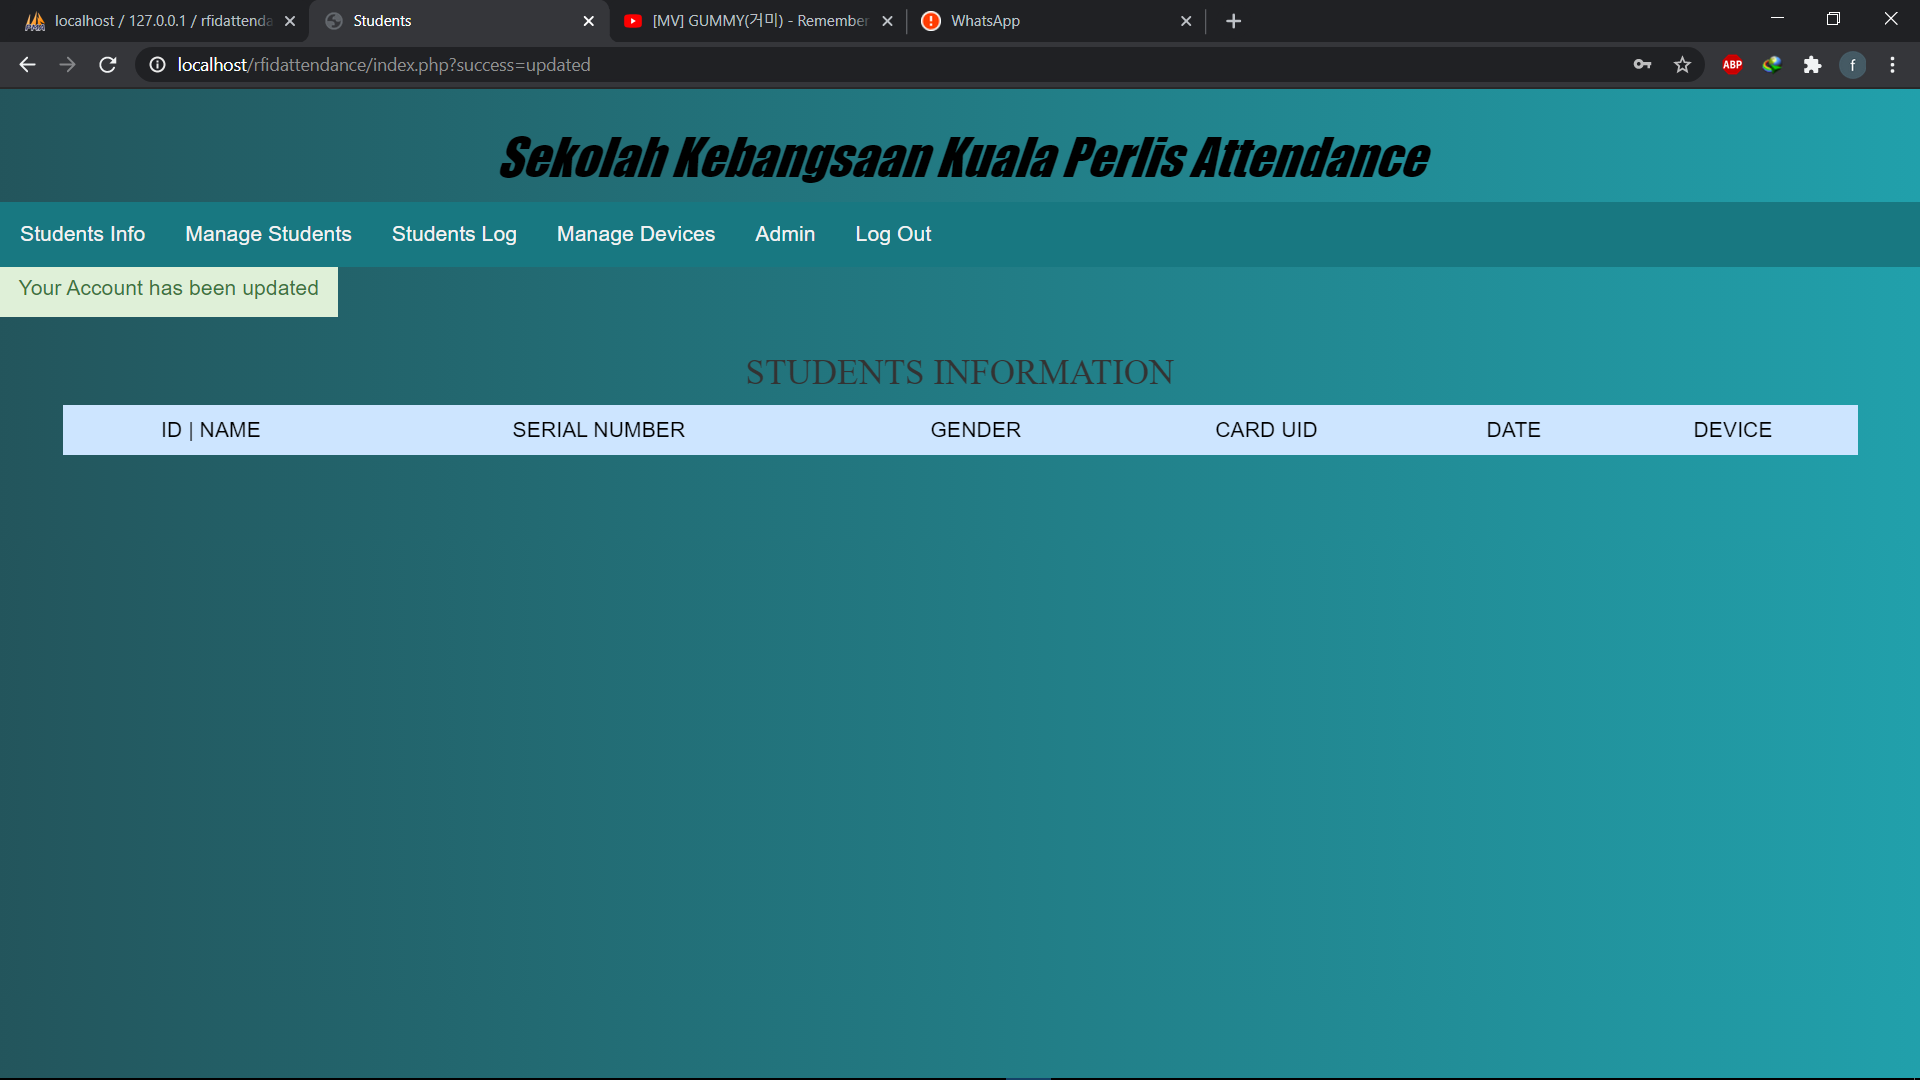 localhost / 127.0.0.1 / rfidattenda
Students
[MV] GUMMY(거미) - Remember
WhatsApp
localhost/rfidattendance/index.php?success=updated
ABP
f
Sekolah Kebangsaan Kuala Perlis Attendance
Students Info Manage Students Students Log Manage Devices Admin Log Out
Your Account has been updated
STUDENTS INFORMATION
ID | NAME SERIAL NUMBER GENDER CARD UID DATE DEVICE